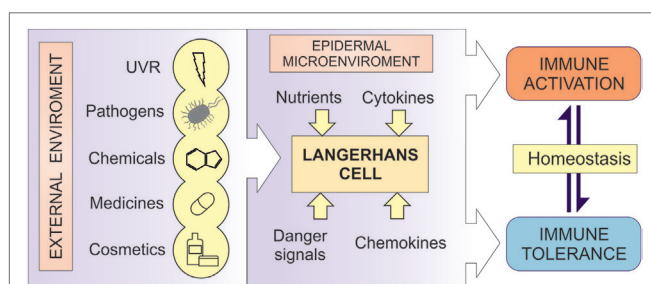 EXTERNAL ENVIROMENT
UVR
Pathogens
Chemicals
Medicines
Cosmetics
EPIDERMAL
MICROENVIROMENT
Nutrients
Cytokines
LANGERHANS
CELL
Danger
signals
Chemokines
IMMUNE
ACTIVATION
Homeostasis
IMMUNE
TOLERANCE